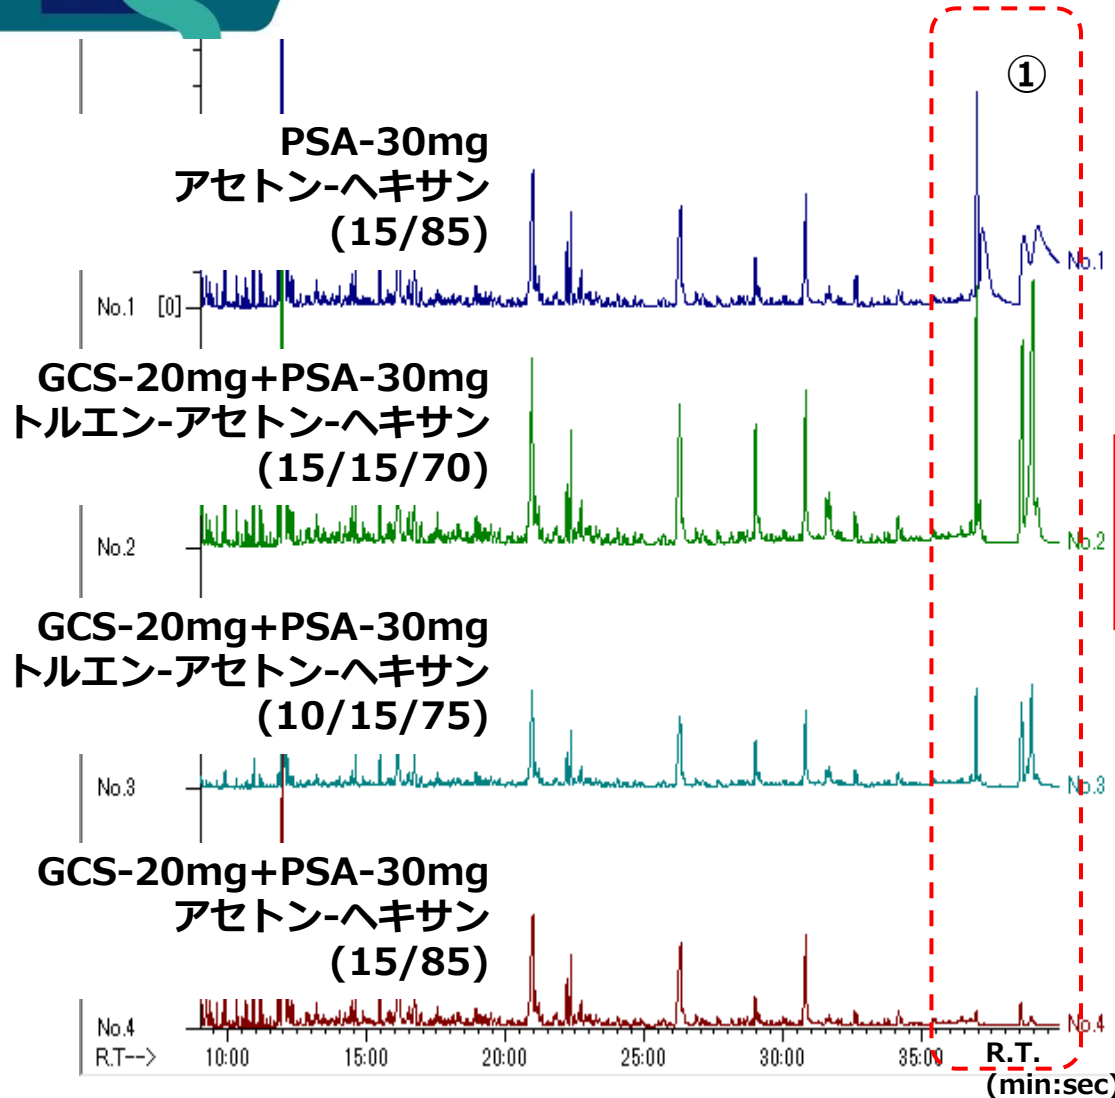 ①
PSA-30mg
アセトン-ヘキサン
(15/85)
No.1
No.1 [0]
GCS-20mg+PSA-30mg
トルエン-アセトン-ヘキサン
(15/15/70)
No.2
No.2
GCS-20mg+PSA-30mg
トルエン-アセトン-ヘキサン
(10/15/75)
No.3
No.3
GCS-20mg+PSA-30mg
アセトン-ヘキサン
(15/85)
No.4
No.4
R.T--> 10:00 15:00 20:00 25:00 30:00 35:00
R.T.
(min:sec)